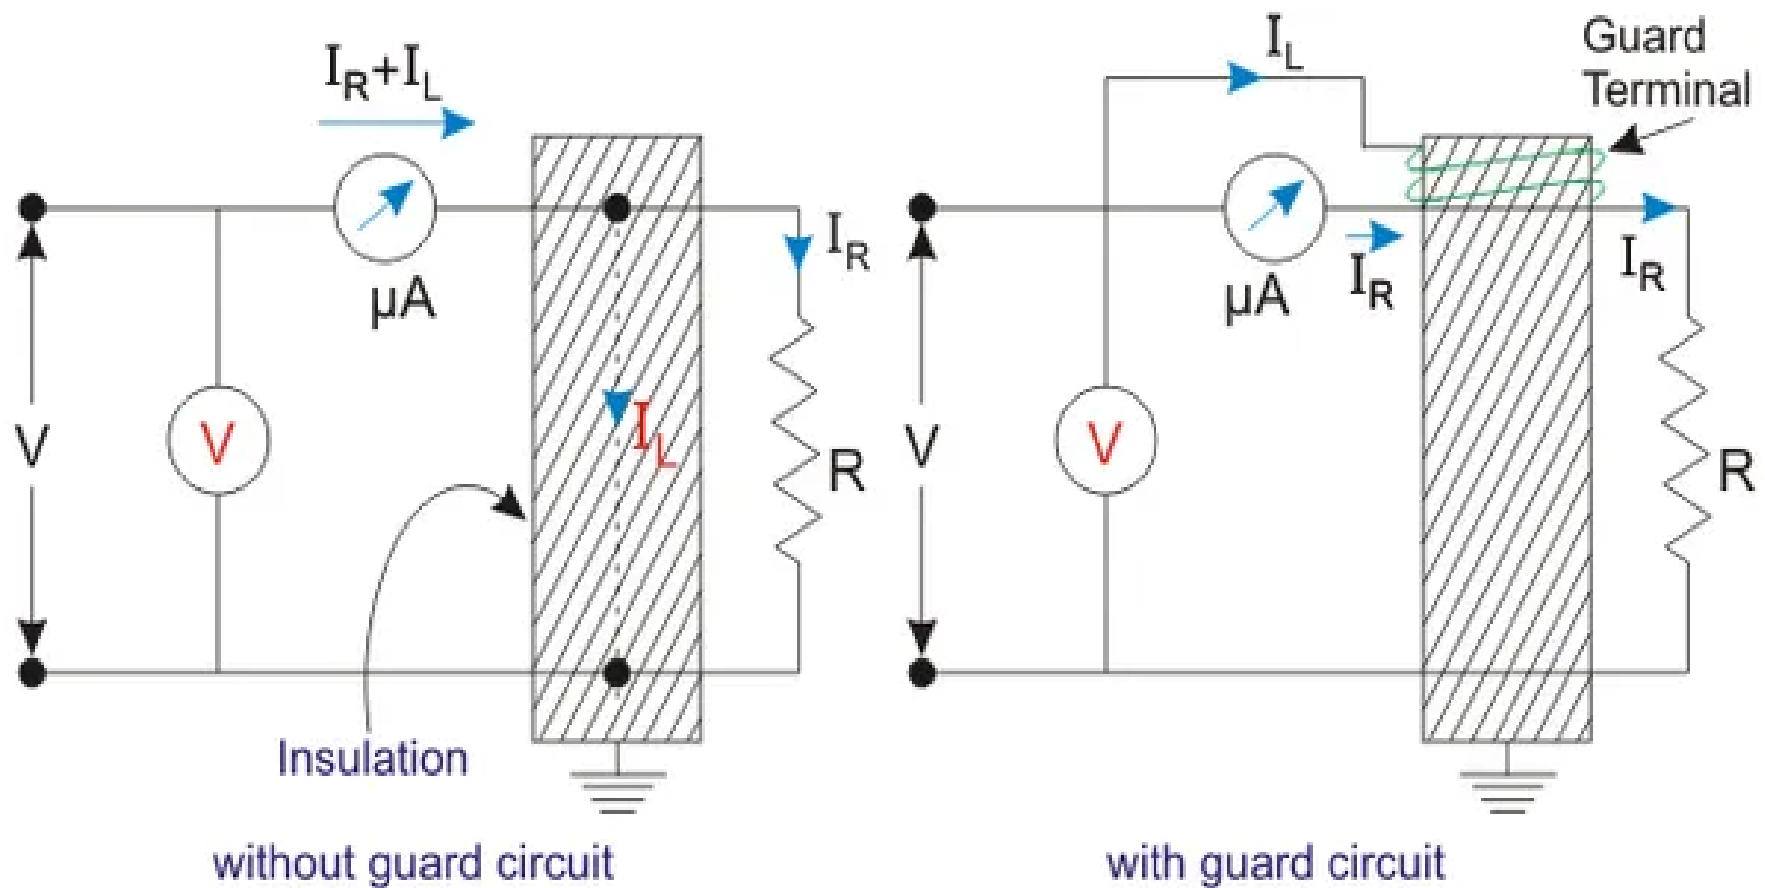 I_R+I_L
I_R
μA
V
V
I_L
R
Insulation
without guard circuit
I_L
Guard
Terminal
I_R
I_R
μA
V
V
R
with guard circuit